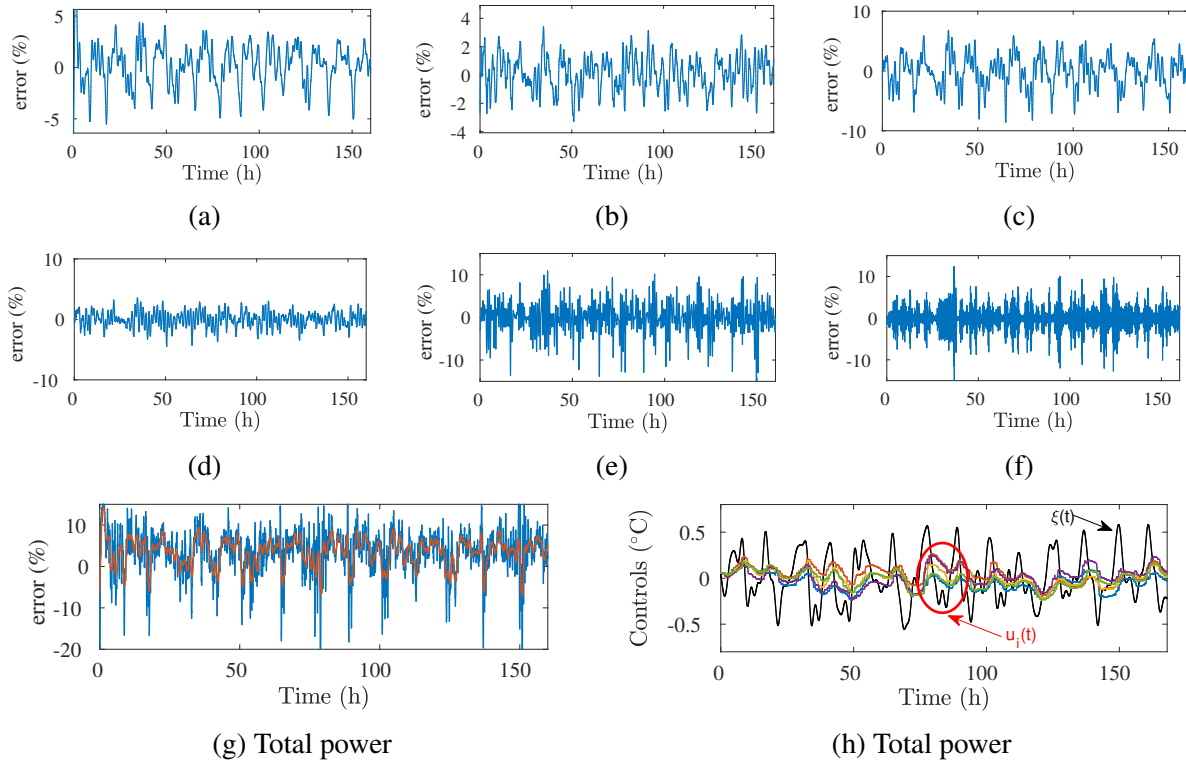 5
0
-5
error (%)
0 50 100 150
Time (h)
(a)
4
2
0
-2
-4
error (%)
0 50 100 150
Time (h)
(b)
10
0
-10
error (%)
0 50 100 150
Time (h)
(c)
10
0
-10
error (%)
0 50 100 150
Time (h)
(d)
10
0
-10
error (%)
0 50 100 150
Time (h)
(e)
10
0
-10
error (%)
0 50 100 150
Time (h)
(f)
10
0
-10
-20
error (%)
0 50 100 150
Time (h)
(g) Total power
0.5
0
-0.5
Controls (°C)
ξ(t)
u_i(t)
0 50 100 150
Time (h)
(h) Total power